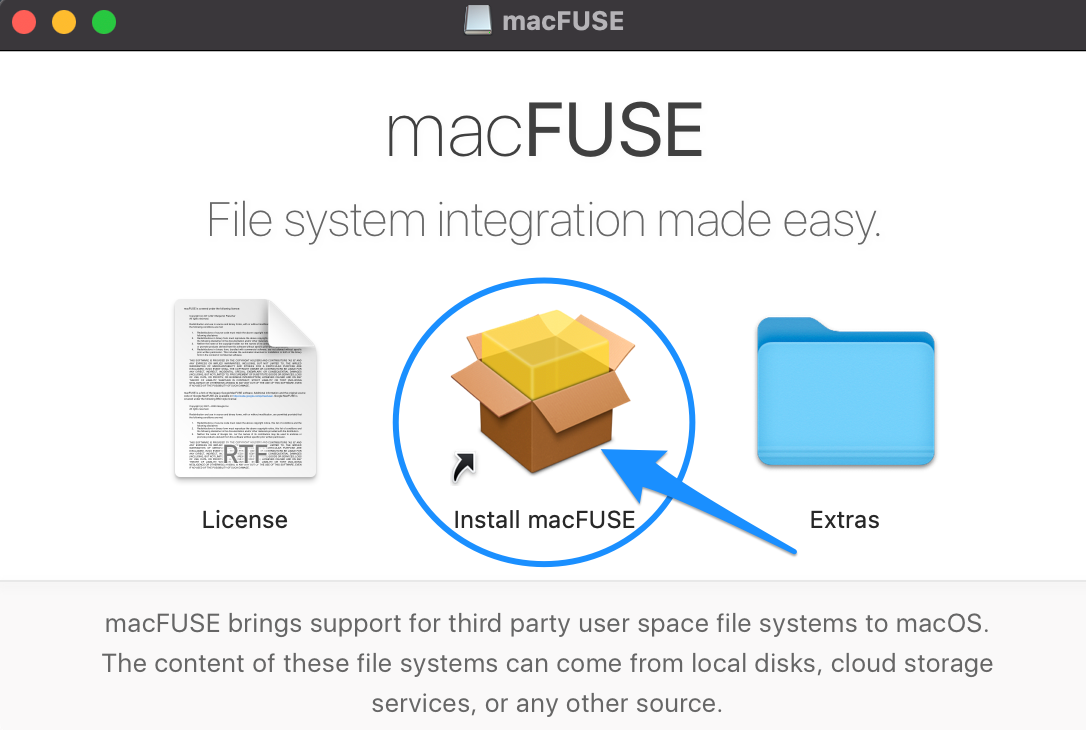 macFUSE
macFUSE
File system integration made easy.
RTF
License
Install macFUSE
Extras
macFUSE brings support for third party user space file systems to macOS.
The content of these file systems can come from local disks, cloud storage
services, or any other source.